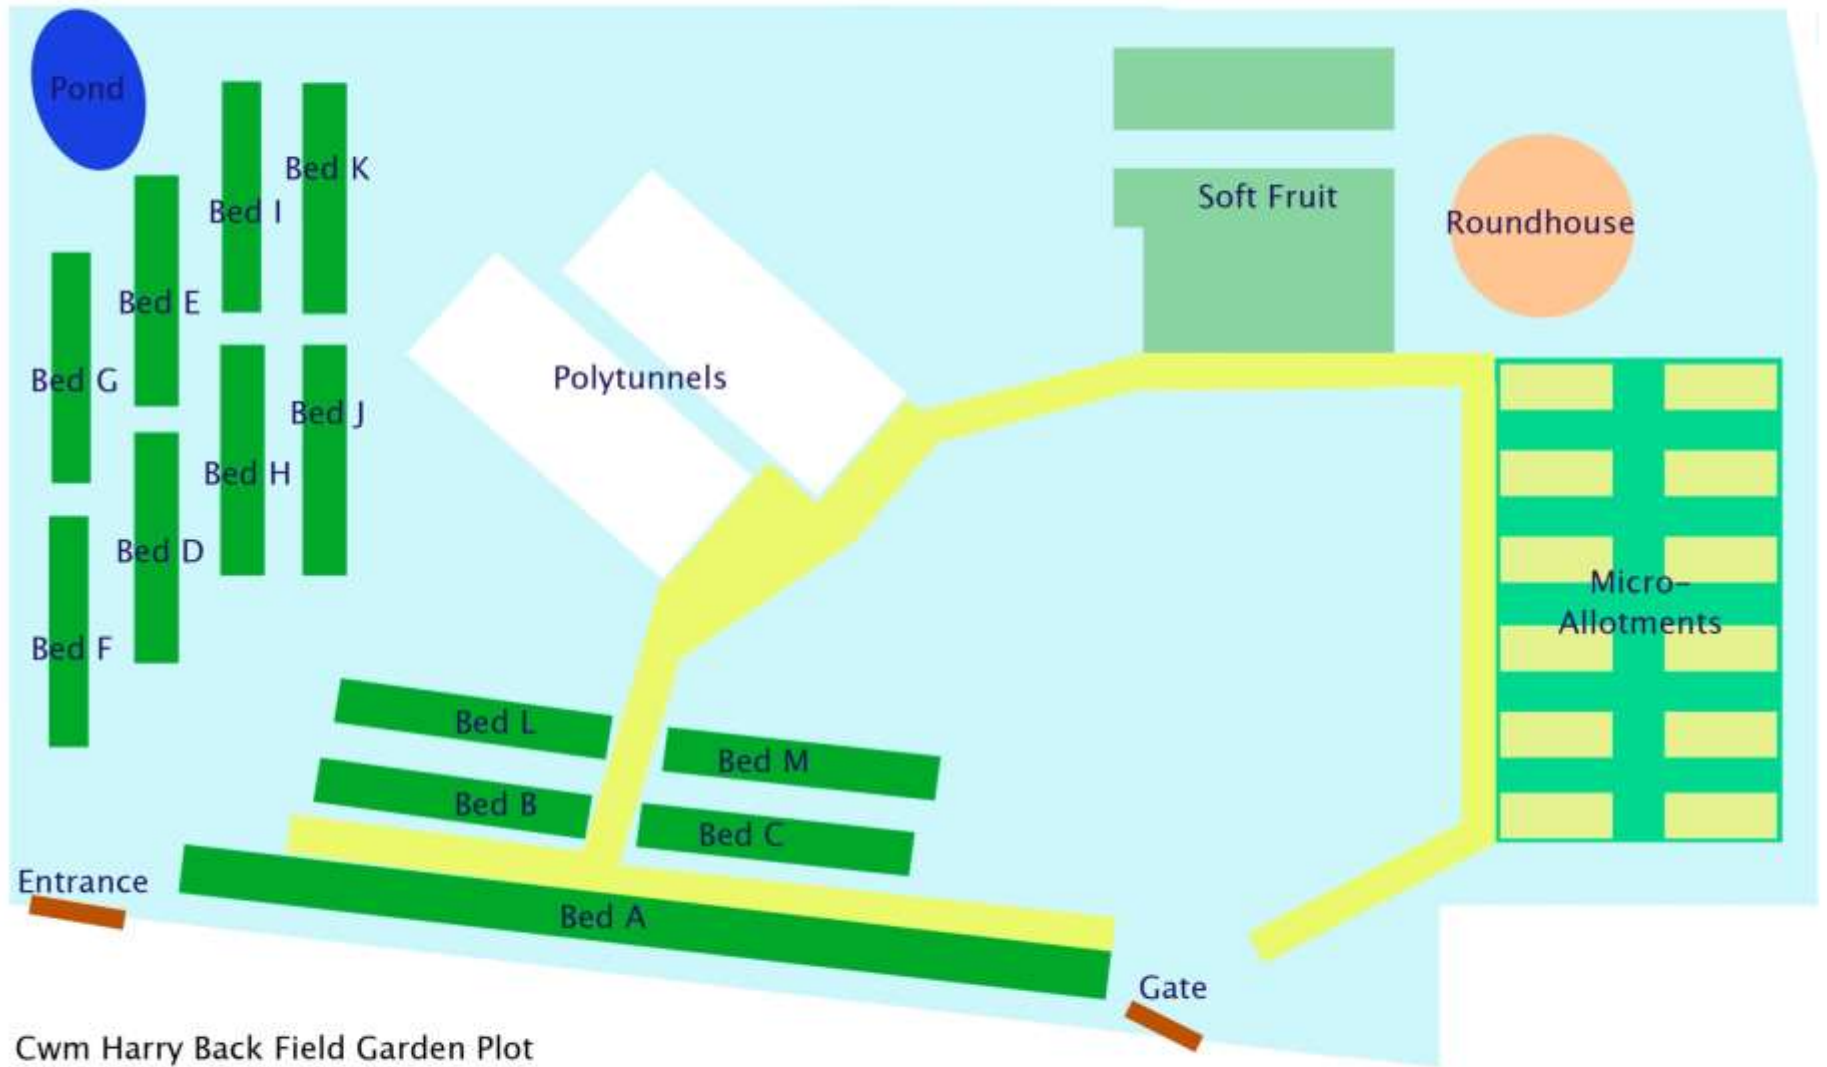 Pond
Bed K
Bed I
Soft Fruit
Roundhouse
Bed E
Bed G
Polytunnels
Bed J
Bed H
Bed D
Micro-
Allotments
Bed F
Bed L
Bed M
Bed B
Bed C
Entrance
Bed A
Gate
Cwm Harry Back Field Garden Plot